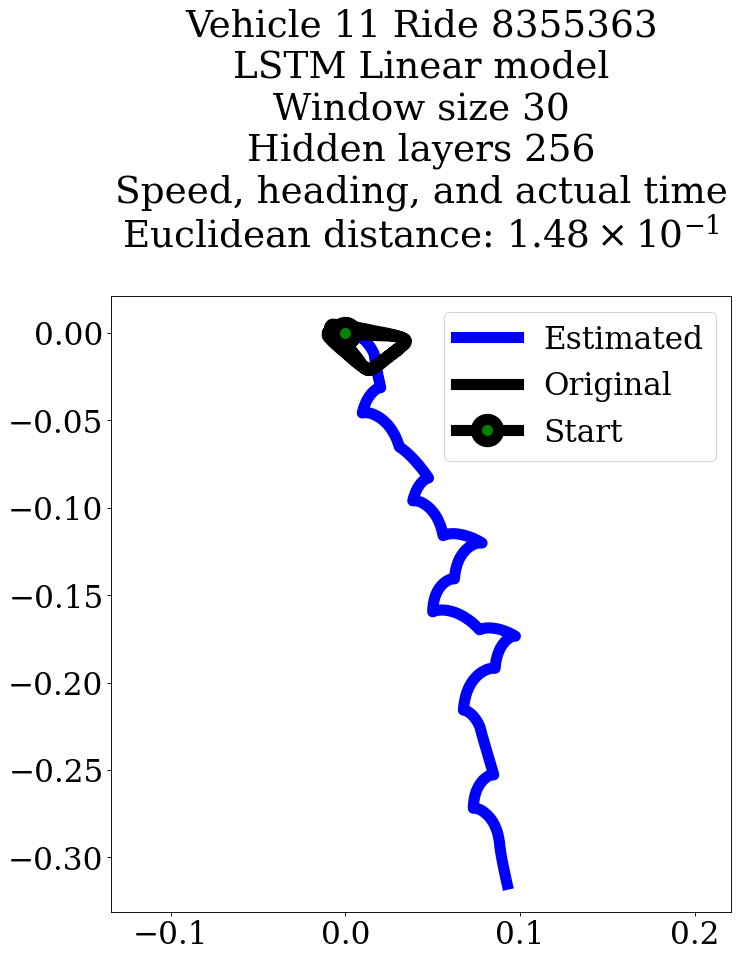 Vehicle 11 Ride 8355363
LSTM Linear model
Window size 30
Hidden layers 256
Speed, heading, and actual time
Euclidean distance: 1.48 × 10⁻¹
Estimated
Original
Start
0.00
−0.05
−0.10
−0.15
−0.20
−0.25
−0.30
−0.1 0.0 0.1 0.2